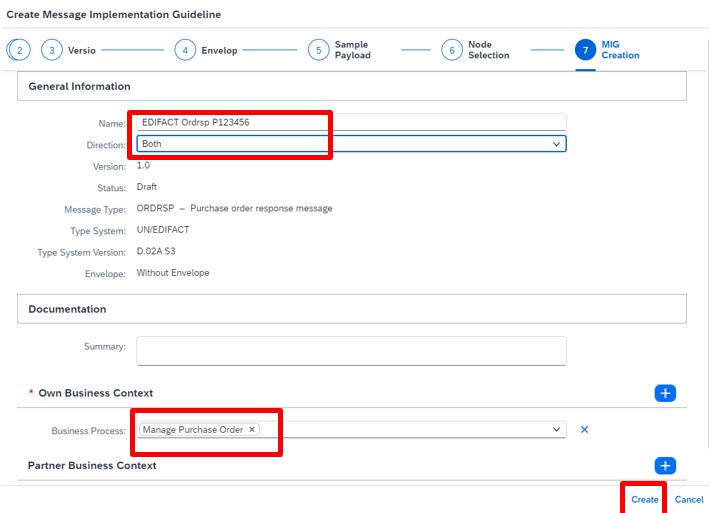 Create Message Implementation Guideline
2 3 Versio 4 Envelop 5 Sample Payload 6 Node Selection 7 MIG Creation
General Information
Name: EDIFACT Ordrsp P123456
Direction: Both
Version: 1.0
Status: Draft
Message Type: ORDRSP – Purchase order response message
Type System: UN/EDIFACT
Type System Version: D.02A S3
Envelope: Without Envelope
Documentation
Summary:
* Own Business Context
Business Process: Manage Purchase Order
Partner Business Context
Create Cancel